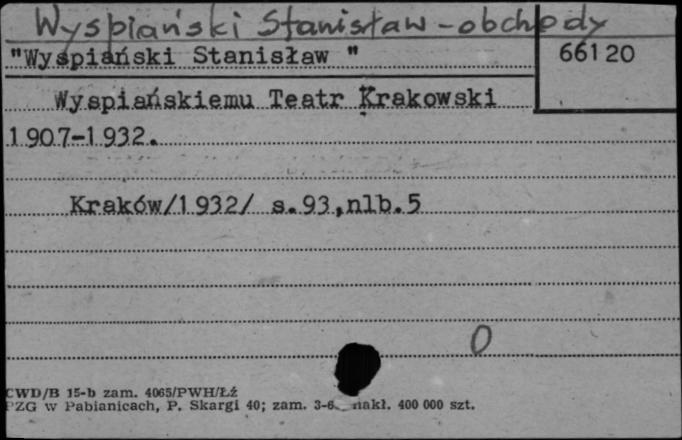 Wyspiański Stanisław - obchody
"Wyspiański Stanisław "
66120
Wyspiańskiemu Teatr Krakowski
1907-1932.
Kraków/1932/ s.93,nlb.5
0
CWD/B 15-b zam. 4065/PWH/Łź
PZG w Pabianicach, P. Skargi 40; zam. 3-6 nakł. 400 000 szt.